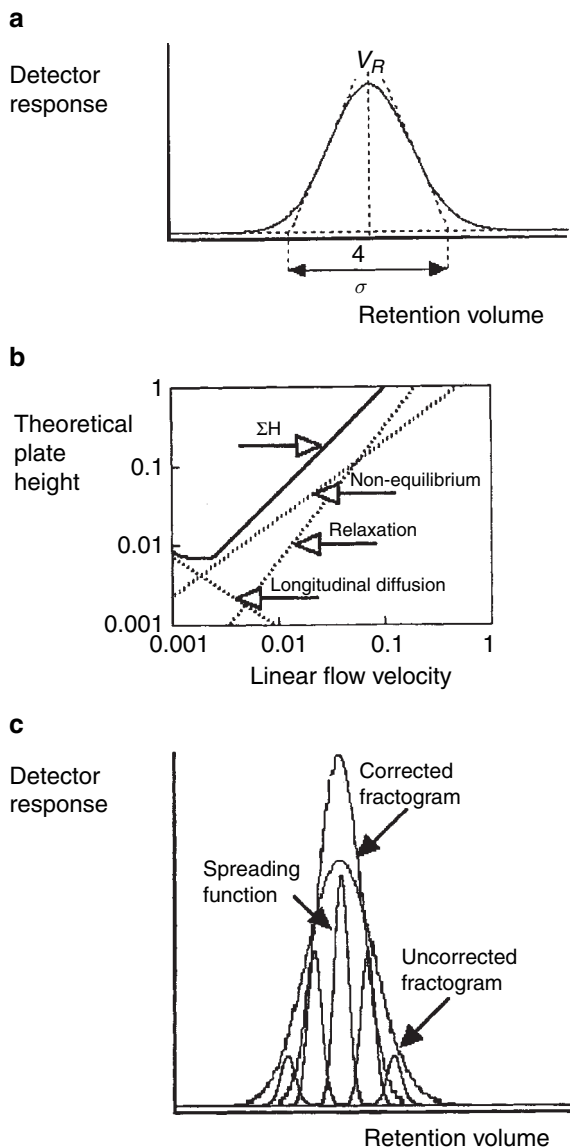 a
Detector
response
V_R
4
σ
Retention volume
b
Theoretical
plate
height
1
0.1
0.01
0.001
ΣH
Non-equilibrium
Relaxation
Longitudinal diffusion
0.001
0.01
0.1
1
Linear flow velocity
c
Detector
response
Corrected
fractogram
Spreading
function
Uncorrected
fractogram
Retention volume